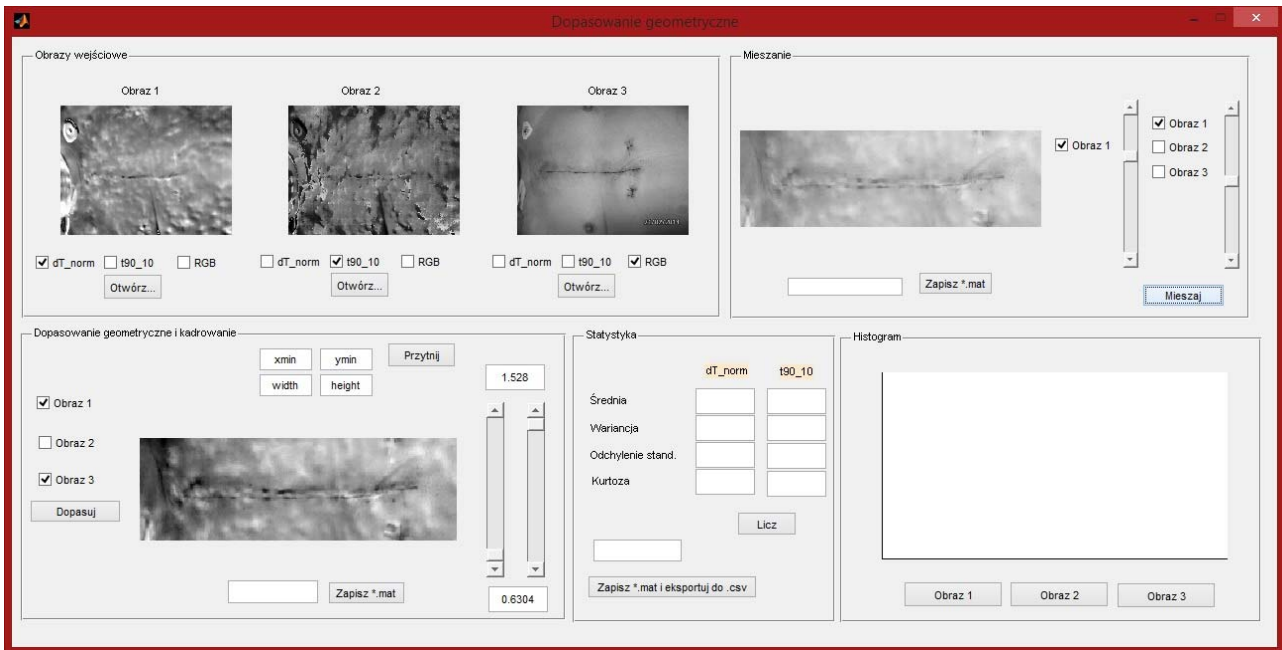 Dopasowanie geometryczne
Obrazy wejściowe
Obraz 1 Obraz 2 Obraz 3
dT_norm t90_10 RGB dT_norm t90_10 RGB dT_norm t90_10 RGB
Otwórz... Otwórz... Otwórz...
Mieszanie
Obraz 1
Obraz 1
Obraz 2
Obraz 3
Zapisz *.mat
Mieszaj
Dopasowanie geometryczne i kadrowanie
xmin ymin Przytnij
width height
1.528
Obraz 1
Obraz 2
Obraz 3
Dopasuj
Zapisz *.mat
0.6304
Statystyka
dT_norm t90_10
Średnia
Wariancja
Odchylenie stand.
Kurtoza
Licz
Zapisz *.mat i eksportuj do .csv
Histogram
Obraz 1 Obraz 2 Obraz 3